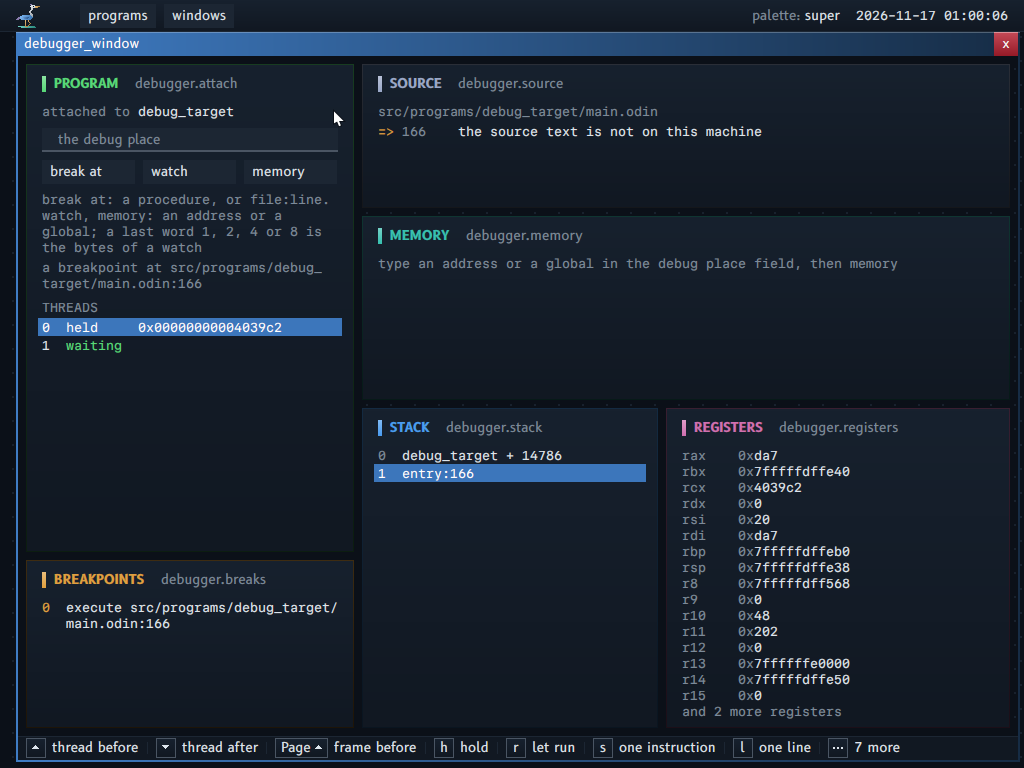 programs windows palette: super 2026-11-17 01:00:06
debugger_window x
PROGRAM debugger.attach
attached to debug_target
the debug place
break at watch memory
break at: a procedure, or file:line.
watch, memory: an address or a
global; a last word 1, 2, 4 or 8 is
the bytes of a watch
a breakpoint at src/programs/debug_
target/main.odin:166
THREADS
0 held 0x00000000004039c2
1 waiting
BREAKPOINTS debugger.breaks
0 execute src/programs/debug_target/
main.odin:166
SOURCE debugger.source
src/programs/debug_target/main.odin
=> 166 the source text is not on this machine
MEMORY debugger.memory
type an address or a global in the debug place field, then memory
STACK debugger.stack
0 debug_target + 14786
1 entry:166
REGISTERS debugger.registers
rax 0xda7
rbx 0x7fffffdffe40
rcx 0x4039c2
rdx 0x0
rsi 0x20
rdi 0xda7
rbp 0x7fffffdffeb0
rsp 0x7fffffdffe38
r8 0x7fffffdff568
r9 0x0
r10 0x48
r11 0x202
r12 0x0
r13 0x7ffffffe0000
r14 0x7fffffdffe50
r15 0x0
and 2 more registers
thread before thread after Page frame before h hold r let run s one instruction l one line ... 7 more